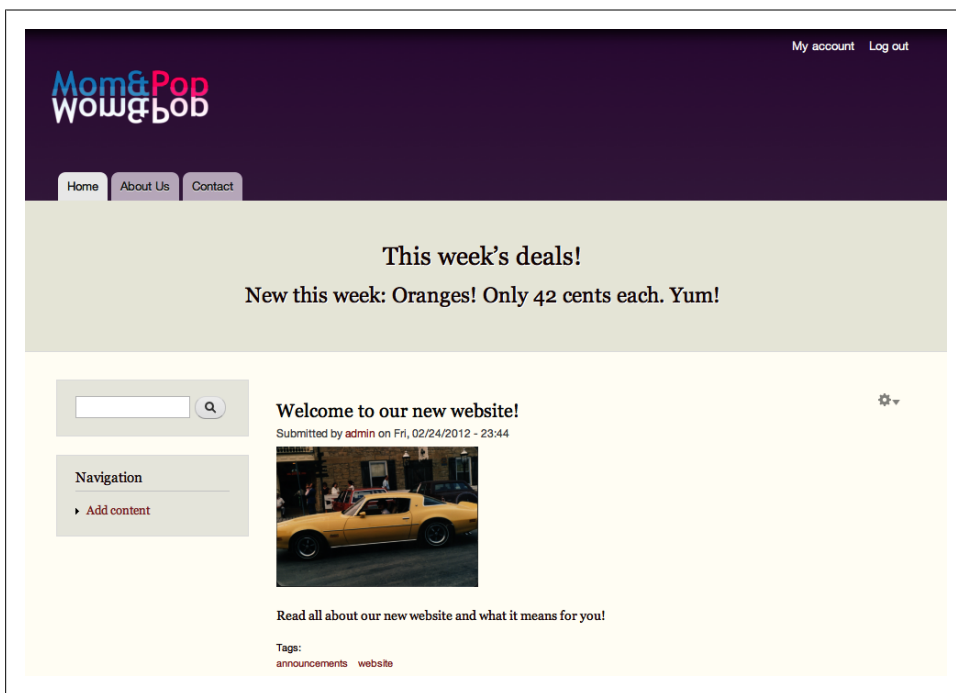 My account Log out
Mom&Pop
Mom&Pop
Home About Us Contact
This week's deals!
New this week: Oranges! Only 42 cents each. Yum!
Welcome to our new website!
Submitted by admin on Fri, 02/24/2012 - 23:44
Navigation
Add content
Read all about our new website and what it means for you!
Tags:
announcements website